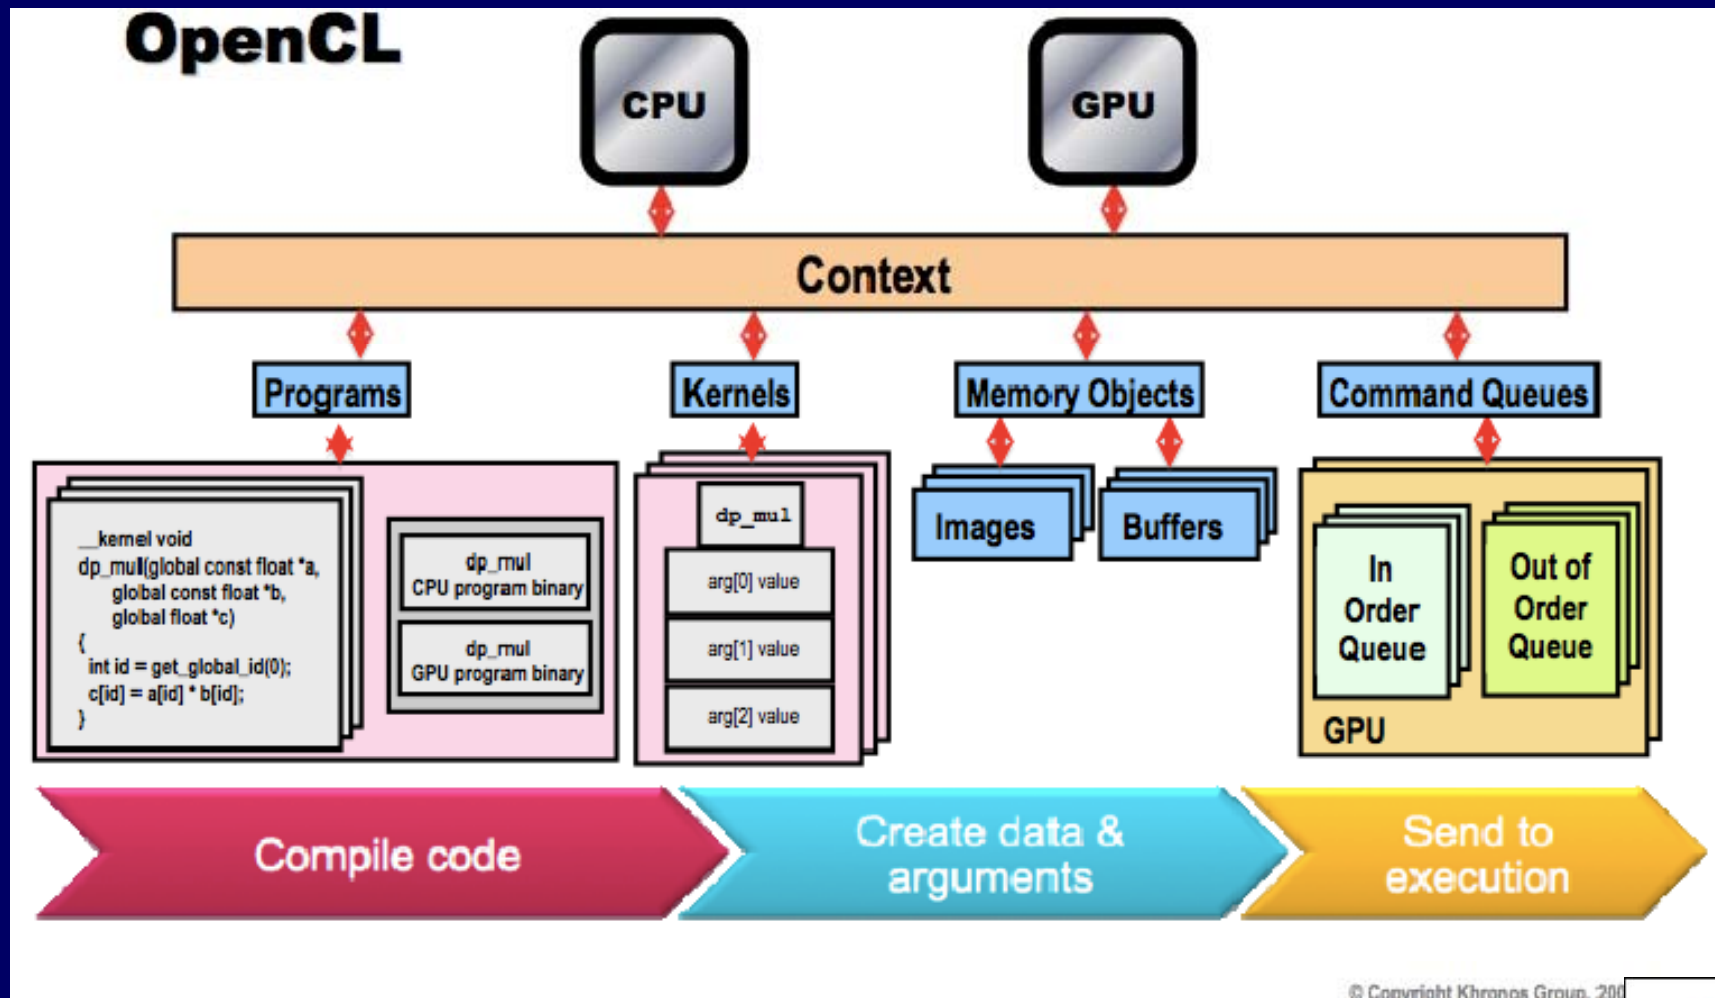 OpenCL
CPU
GPU
Context
Programs
Kernels
Memory Objects
Command Queues
__kernel void
dp_mul(global const float *a,
global const float *b,
global float *c)
{
int id = get_global_id(0);
c[id] = a[id] * b[id];
}
dp_mul
CPU program binary
dp_mul
GPU program binary
dp_mul
arg[0] value
arg[1] value
arg[2] value
Images
Buffers
In
Order
Queue
Out of
Order
Queue
GPU
Compile code
Create data &
arguments
Send to
execution
© Copyright Khronos Group,